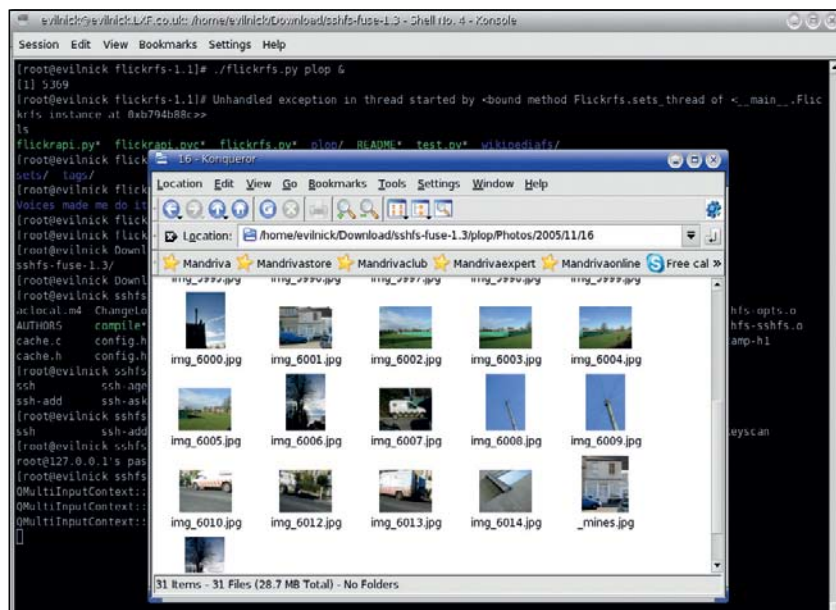 evilnick@evilnick.LXF.co.uk: /home/evilnick/Download/sshfs-fuse-1.3 - Shell No. 4 - Konsole
Session Edit View Bookmarks Settings Help
[root@evilnick flickrfs-1.1]# ./flickrfs.py plop &
[1] 5369
[root@evilnick flickrfs-1.1]# Unhandled exception in thread started by <bound method Flickrfs.sets_thread of <__main__.Flic
krfs instance at 0xb794b88c>>
ls
flickrapi.py* flickrapi.pyc* flickrfs.py* plop/ README* test.py* wikipediafs/
[root@evilnick flick
sets/ tags/
[root@evilnick flick
Voices made me do it
[root@evilnick flick
[root@evilnick flick
[root@evilnick Downl
sshfs-fuse-1.3/
[root@evilnick Downl
[root@evilnick sshfs
aclocal.m4 ChangeLo
hfs-opts.o
AUTHORS compile*
hfs-sshfs.o
cache.c config.h
amp-h1
cache.h config.h
[root@evilnick sshfs
ssh ssh-age
ssh-add ssh-ask
[root@evilnick sshfs
ssh ssh-add
eyscan
[root@evilnick sshfs
root@127.0.0.1's pas
[root@evilnick sshfs
QMultiInputContext::
QMultiInputContext::
QMultiInputContext::
16 - Konqueror
Location Edit View Go Bookmarks Tools Settings Window Help
Location: /home/evilnick/Download/sshfs-fuse-1.3/plop/Photos/2005/11/16
Mandriva Mandrivastore Mandrivaclub Mandrivaexpert Mandrivaonline Free cal »
img_5995.jpg img_5996.jpg img_5997.jpg img_5998.jpg img_5999.jpg
img_6000.jpg img_6001.jpg img_6002.jpg img_6003.jpg img_6004.jpg
img_6005.jpg img_6006.jpg img_6007.jpg img_6008.jpg img_6009.jpg
img_6010.jpg img_6012.jpg img_6013.jpg img_6014.jpg _mines.jpg
31 Items - 31 Files (28.7 MB Total) - No Folders